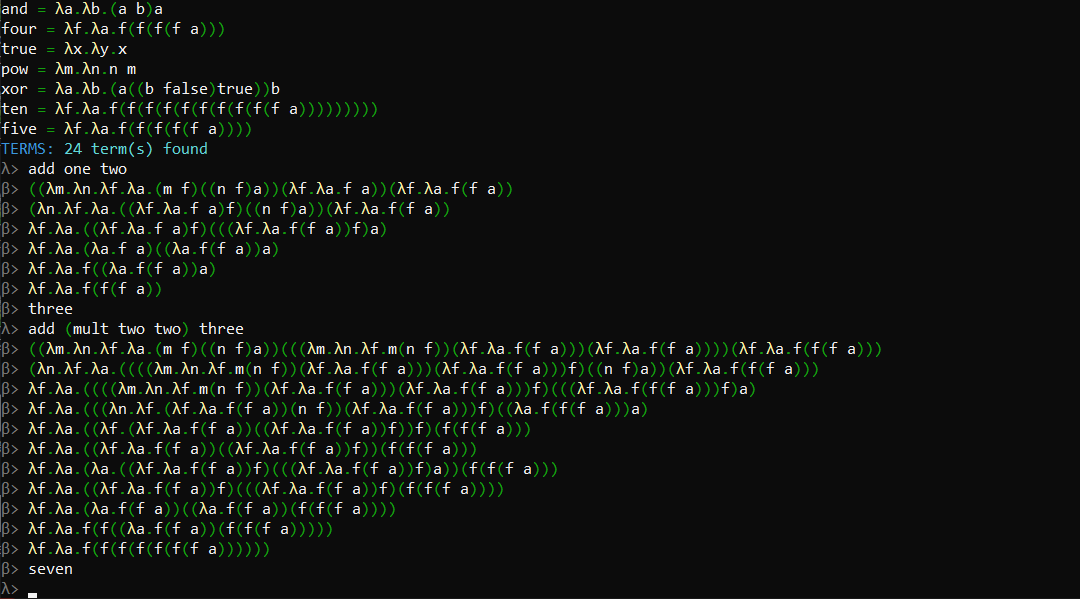 and = λa.λb.(a b)a
four = λf.λa.f(f(f(f a)))
true = λx.λy.x
pow = λm.λn.n m
xor = λa.λb.(a((b false)true))b
ten = λf.λa.f(f(f(f(f(f(f(f(f(f a)))))))))
five = λf.λa.f(f(f(f(f a))))
TERMS: 24 term(s) found
λ> add one two
β> ((λm.λn.λf.λa.(m f)((n f)a))(λf.λa.f a))(λf.λa.f(f a))
β> (λn.λf.λa.((λf.λa.f a)f)((n f)a))(λf.λa.f(f a))
β> λf.λa.((λf.λa.f a)f)(((λf.λa.f(f a))f)a)
β> λf.λa.(λa.f a)((λa.f(f a))a)
β> λf.λa.f((λa.f(f a))a)
β> λf.λa.f(f(f a))
β> three
λ> add (mult two two) three
β> ((λm.λn.λf.λa.(m f)((n f)a))(((λm.λn.λf.m(n f))(λf.λa.f(f a)))(λf.λa.f(f a))))(λf.λa.f(f(f a)))
β> (λn.λf.λa.((((λm.λn.λf.m(n f))(λf.λa.f(f a)))(λf.λa.f(f a)))f)((n f)a))(λf.λa.f(f(f a)))
β> λf.λa.((((λm.λn.λf.m(n f))(λf.λa.f(f a)))(λf.λa.f(f a)))f)(((λf.λa.f(f(f a)))f)a)
β> λf.λa.(((λn.λf.(λf.λa.f(f a))(n f))(λf.λa.f(f a)))f)((λa.f(f(f a)))a)
β> λf.λa.((λf.(λf.λa.f(f a))((λf.λa.f(f a))f))f)(f(f(f a)))
β> λf.λa.((λf.λa.f(f a))((λf.λa.f(f a))f))(f(f(f a)))
β> λf.λa.(λa.((λf.λa.f(f a))f)(((λf.λa.f(f a))f)a))(f(f(f a)))
β> λf.λa.((λf.λa.f(f a))f)(((λf.λa.f(f a))f)(f(f(f a))))
β> λf.λa.(λa.f(f a))((λa.f(f a))(f(f(f a))))
β> λf.λa.f(f((λa.f(f a))(f(f(f a)))))
β> λf.λa.f(f(f(f(f(f(f a))))))
β> seven
λ>